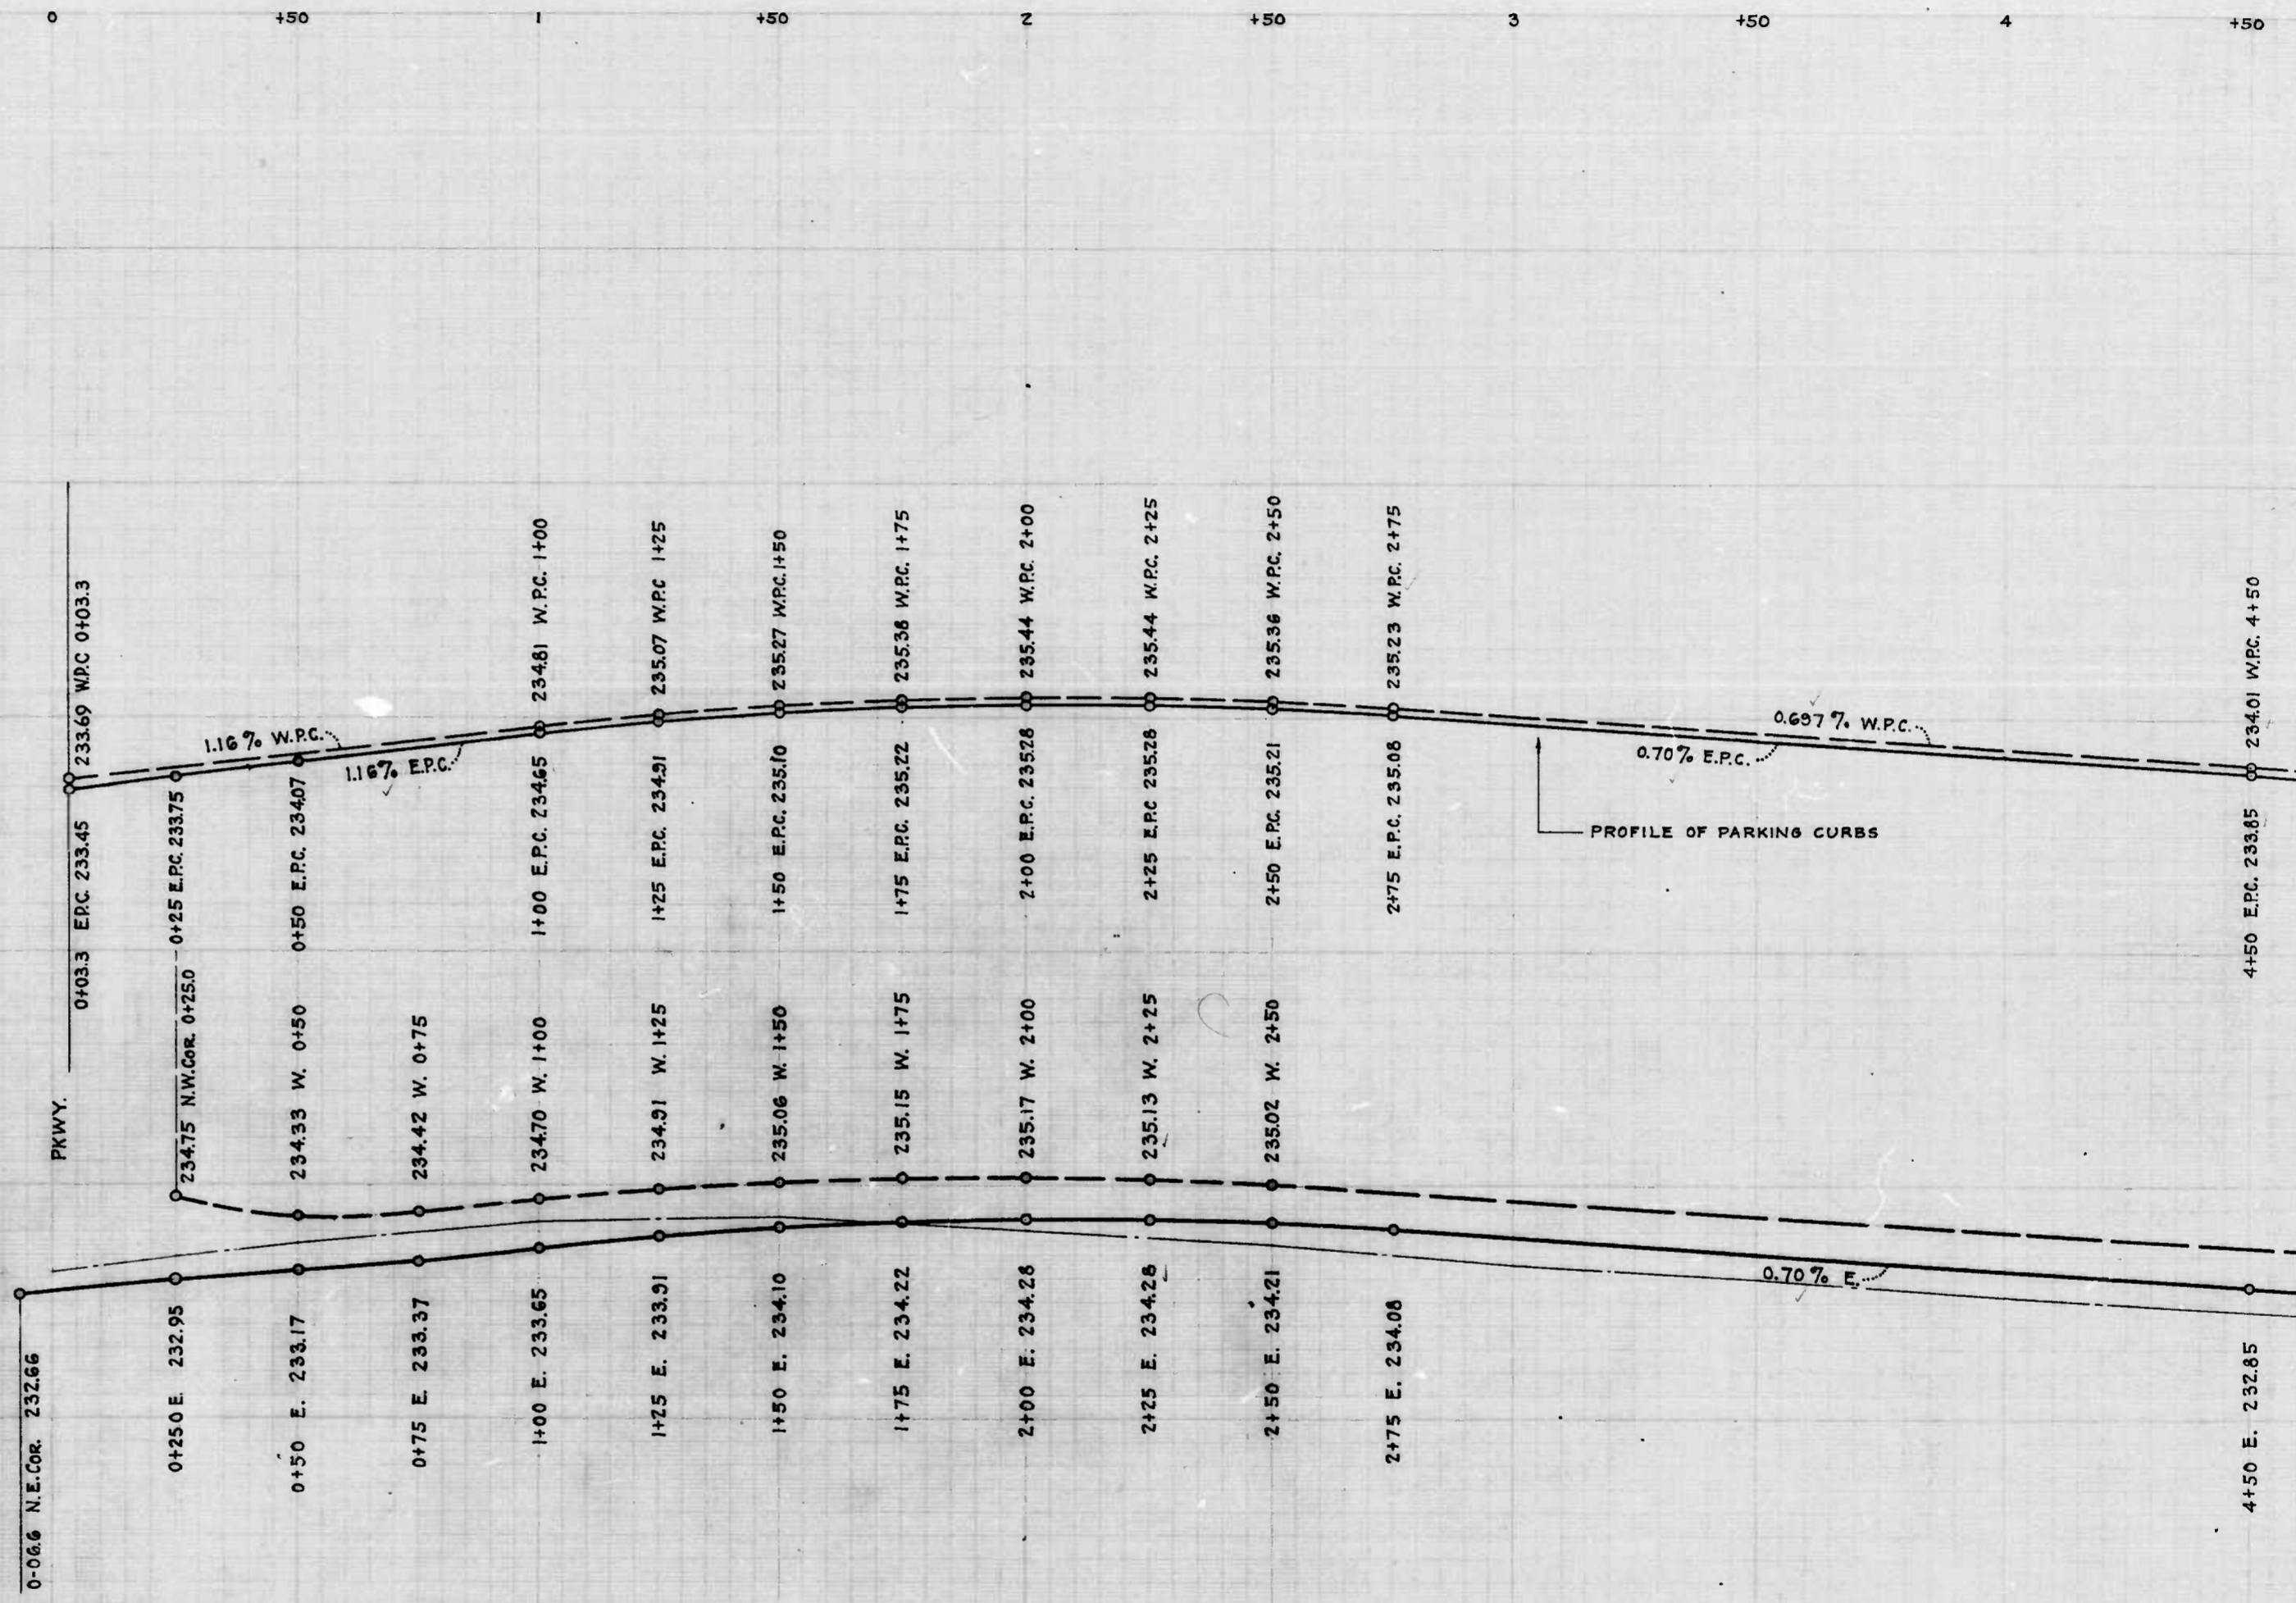 0 +50 1 +50 2 +50 3 +50 4 +50
233.69 W.P.C 0+03.3
234.81 W.P.C. 1+00
235.07 W.P.C 1+25
235.27 W.P.C. 1+50
235.38 W.P.C. 1+75
235.44 W.P.C. 2+00
235.44 W.P.C. 2+25
235.36 W.P.C. 2+50
235.23 W.P.C. 2+75
234.01 W.P.C. 4+50
1.16% W.P.C.
1.16% E.P.C.
0.697% W.P.C.
0.70% E.P.C.
PROFILE OF PARKING CURBS
0+03.3 E.P.C. 233.45
0+25 E.P.C. 233.75
0+50 E.P.C. 234.07
1+00 E.P.C. 234.65
1+25 E.P.C. 234.91
1+50 E.P.C. 235.10
1+75 E.P.C. 235.22
2+00 E.P.C. 235.28
2+25 E.P.C 235.28
2+50 E.P.C. 235.21
2+75 E.P.C. 235.08
4+50 E.P.C. 233.85
PKWY.
234.75 N.W.COR. 0+25.0
234.33 W. 0+50
234.42 W. 0+75
234.70 W. 1+00
234.91 W. 1+25
235.06 W. 1+50
235.15 W. 1+75
235.17 W. 2+00
235.13 W. 2+25
235.02 W. 2+50
0.70% E.
0-06.6 N.E.COR. 232.66
0+25 E. 232.95
0+50 E. 233.17
0+75 E. 233.37
1+00 E. 233.65
1+25 E. 233.91
1+50 E. 234.10
1+75 E. 234.22
2+00 E. 234.28
2+25 E. 234.28
2+50 E. 234.21
2+75 E. 234.08
4+50 E. 232.85